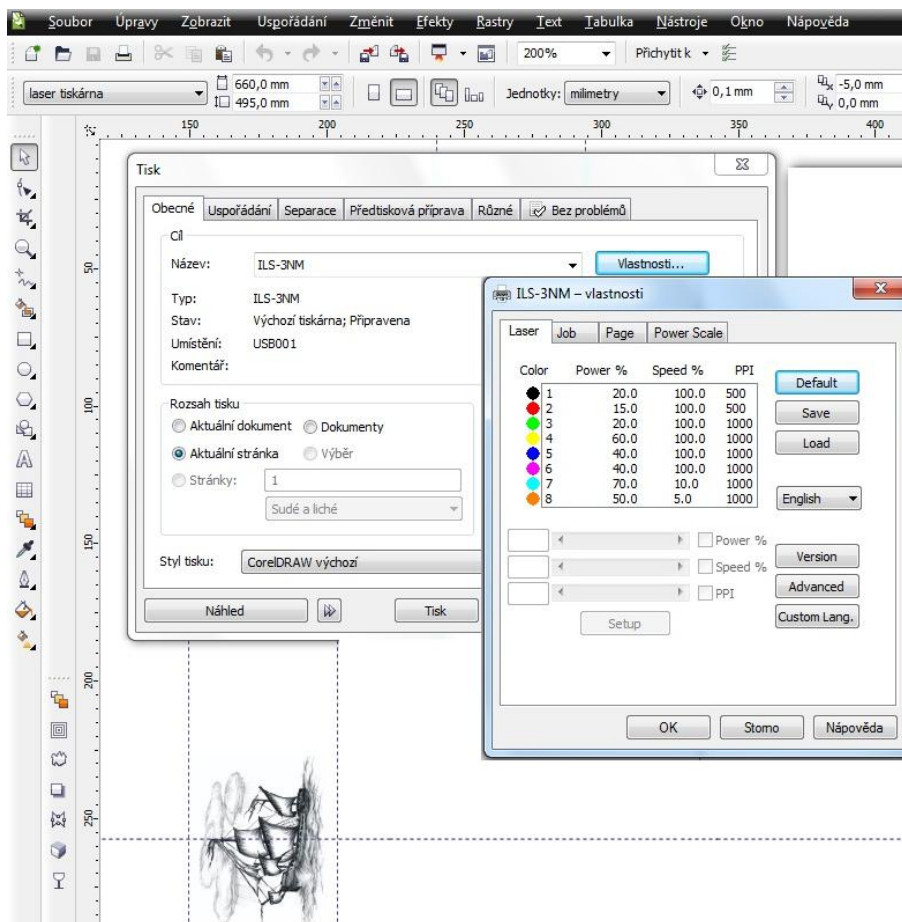 Soubor Úpravy Zobrazit Uspořádání Změnit Efekty Rastry Text Tabulka Nástroje Okno Nápověda
200% Přichytit k
laser tiskárna 660,0 mm 495,0 mm Jednotky: milimetry 0,1 mm -5,0 mm 0,0 mm
150 200 250 300 350 400
50
100
150
200
250
Tisk
Obecné Uspořádání Separace Předtisková příprava Různé Bez problémů
Cíl
Název: ILS-3NM Vlastnosti...
Typ: ILS-3NM
Stav: Výchozí tiskárna; Připravena
Umístění: USB001
Komentář:
Rozsah tisku
Aktuální dokument Dokumenty
Aktuální stránka Výběr
Stránky: 1
Sudé a liché
Styl tisku: CorelDRAW výchozí
Náhled Tisk
ILS-3NM – vlastnosti
Laser Job Page Power Scale
Color Power % Speed % PPI
1 20.0 100.0 500
2 15.0 100.0 500
3 20.0 100.0 1000
4 60.0 100.0 1000
5 40.0 100.0 1000
6 40.0 100.0 1000
7 70.0 10.0 1000
8 50.0 5.0 1000
Default
Save
Load
English
Power %
Speed %
PPI
Setup
Version
Advanced
Custom Lang.
OK Storno Nápověda